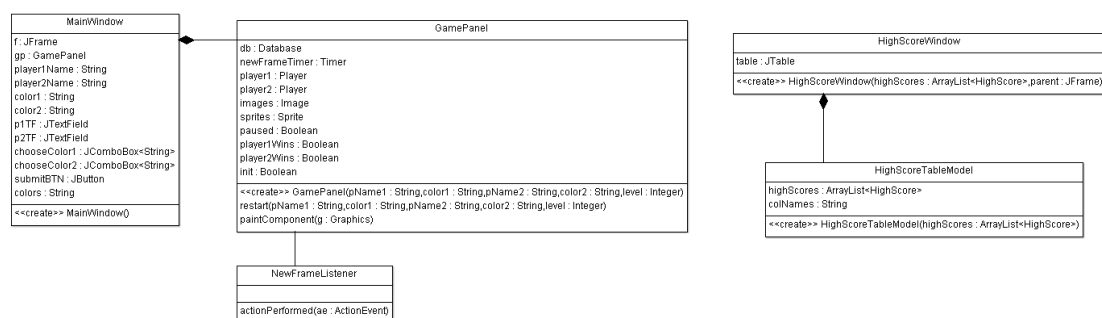 MainWindow
f : JFrame
gp : GamePanel
player1Name : String
player2Name : String
color1 : String
color2 : String
p1TF : JTextField
p2TF : JTextField
chooseColor1 : JComboBox<String>
chooseColor2 : JComboBox<String>
submitBTN : JButton
colors : String
<<create>> MainWindow()
GamePanel
db : Database
newFrameTimer : Timer
player1 : Player
player2 : Player
images : Image
sprites : Sprite
paused : Boolean
player1Wins : Boolean
player2Wins : Boolean
init : Boolean
<<create>> GamePanel(pName1 : String,color1 : String,pName2 : String,color2 : String,level : Integer)
restart(pName1 : String,color1 : String,pName2 : String,color2 : String,level : Integer)
paintComponent(g : Graphics)
NewFrameListener
actionPerformed(ae : ActionEvent)
HighScoreWindow
table : JTable
<<create>> HighScoreWindow(highScores : ArrayList<HighScore>,parent : JFrame)
HighScoreTableModel
highScores : ArrayList<HighScore>
colNames : String
<<create>> HighScoreTableModel(highScores : ArrayList<HighScore>)